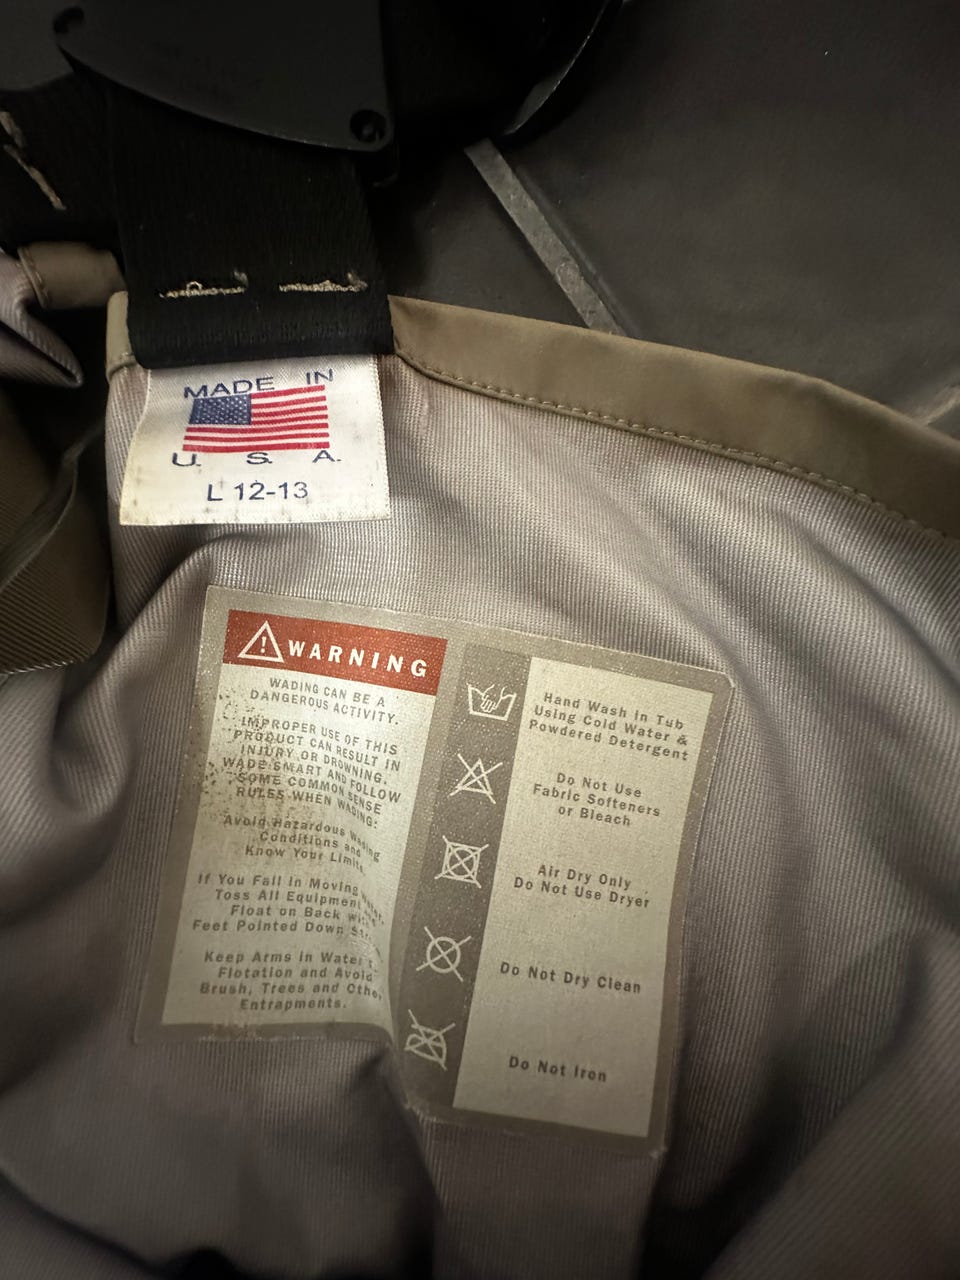 MADE IN
U. S. A.
L 12-13
WARNING
WADING CAN BE A
DANGEROUS ACTIVITY.
IMPROPER USE OF THIS
PRODUCT CAN RESULT IN
INJURY OR DROWNING.
WADE SMART AND FOLLOW
SOME COMMON SENSE
RULES WHEN WADING:
Avoid Hazardous Wading
Conditions and
Know Your Limits.
If You Fall in Moving Water,
Toss All Equipment and
Float on Back with
Feet Pointed Down
Keep Arms in Water
Flotation and Avoid
Brush, Trees and Other
Entrapments.
Hand Wash in Tub
Using Cold Water &
Powdered Detergent
Do Not Use
Fabric Softeners
or Bleach
Air Dry Only
Do Not Use Dryer
Do Not Dry Clean
Do Not Iron